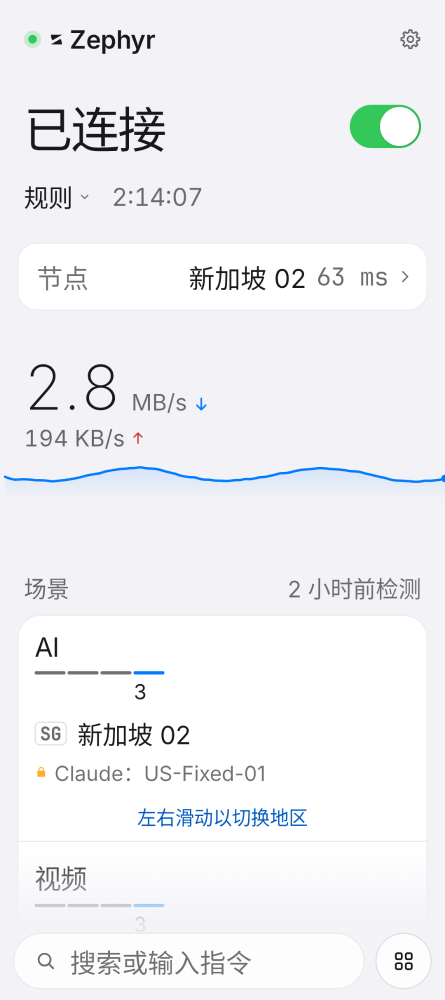 Zephyr
已连接
规则 2:14:07
节点 新加坡 02 63 ms
2.8 MB/s ↓
194 KB/s ↑
场景 2 小时前检测
AI
3
SG 新加坡 02
Claude：US-Fixed-01
左右滑动以切换地区
视频
3
搜索或输入指令